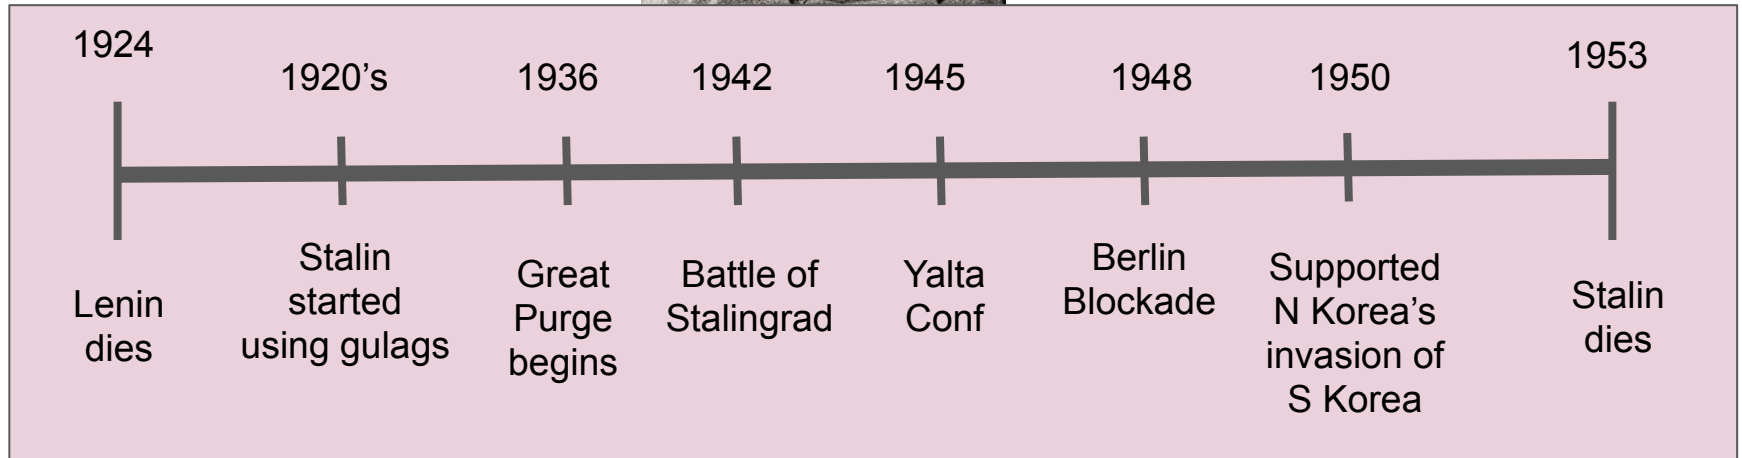 1924
1920’s
1936
1942
1945
1948
1950
1953
Lenin
dies
Stalin
started
using gulags
Great
Purge
begins
Battle of
Stalingrad
Yalta
Conf
Berlin
Blockade
Supported
N Korea’s
invasion of
S Korea
Stalin
dies